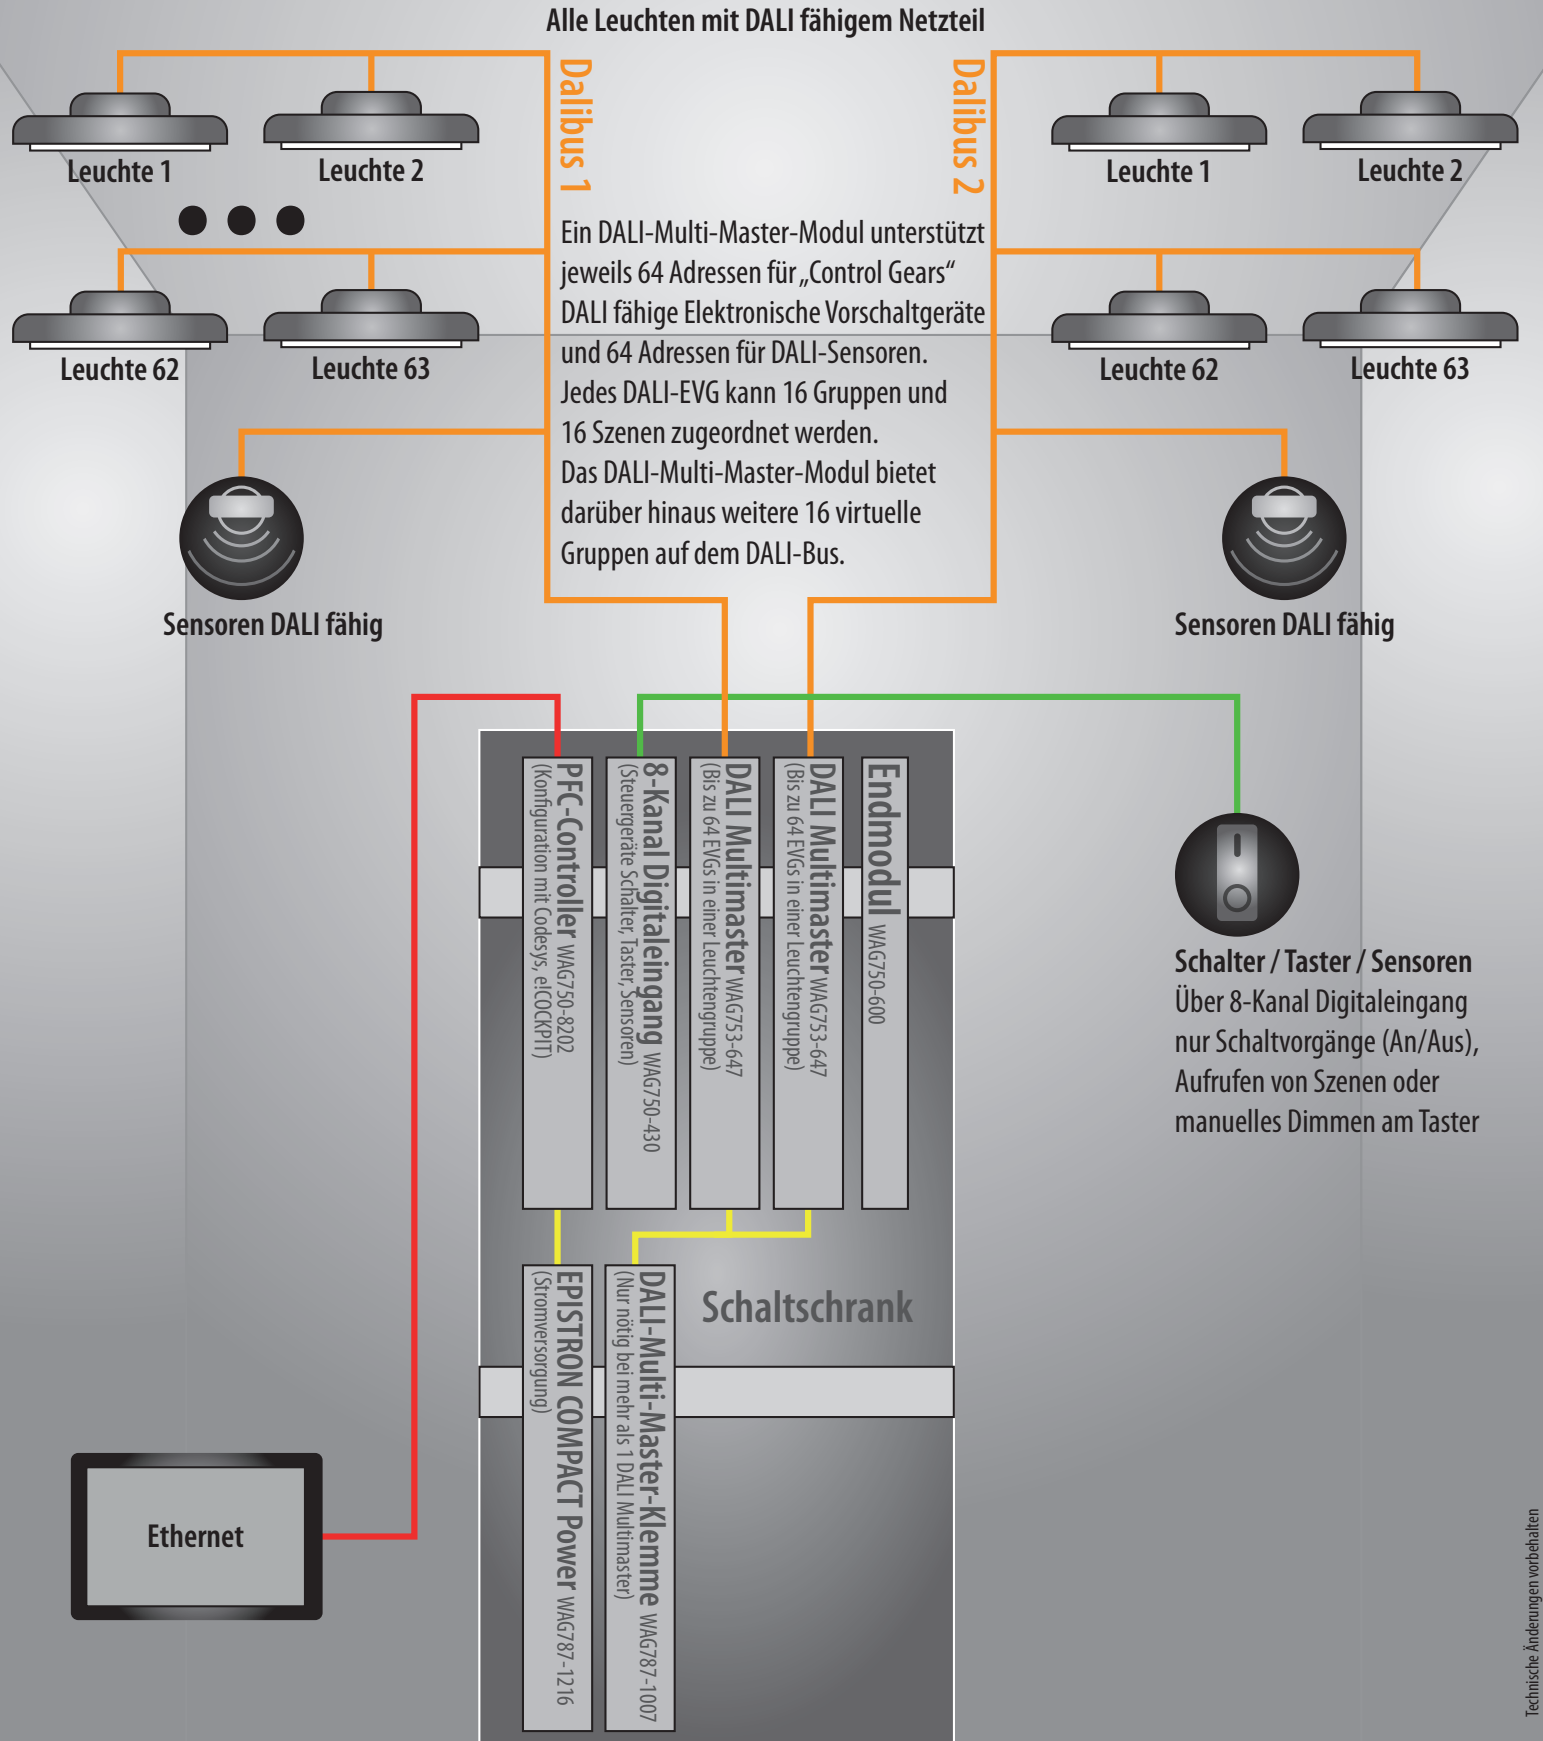 Alle Leuchten mit DALI fähigem Netzteil
Dalibus 1
Dalibus 2
Leuchte 1
Leuchte 2
Leuchte 1
Leuchte 2
Leuchte 62
Leuchte 63
Leuchte 62
Leuchte 63
Ein DALI-Multi-Master-Modul unterstützt
jeweils 64 Adressen für „Control Gears“
DALI fähige Elektronische Vorschaltgeräte
und 64 Adressen für DALI-Sensoren.
Jedes DALI-EVG kann 16 Gruppen und
16 Szenen zugeordnet werden.
Das DALI-Multi-Master-Modul bietet
darüber hinaus weitere 16 virtuelle
Gruppen auf dem DALI-Bus.
Sensoren DALI fähig
Sensoren DALI fähig
PFC-Controller WAG750-8202
(Konfiguration mit Codesys, e!COCKPIT)
8-Kanal Digitaleingang WAG750-430
(Steuergeräte Schalter, Taster, Sensoren)
DALI Multimaster WAG753-647
(Bis zu 64 EVGs in einer Leuchtengruppe)
DALI Multimaster WAG753-647
(Bis zu 64 EVGs in einer Leuchtengruppe)
Endmodul WAG750-600
Schalter / Taster / Sensoren
Über 8-Kanal Digitaleingang
nur Schaltvorgänge (An/Aus),
Aufrufen von Szenen oder
manuelles Dimmen am Taster
EPISTRON COMPACT Power WAG787-1216
(Stromversorgung)
DALI-Multi-Master-Klemme WAG787-1007
(Nur nötig bei mehr als 1 DALI Multimaster)
Schaltschrank
Ethernet
Technische Änderungen vorbehalten